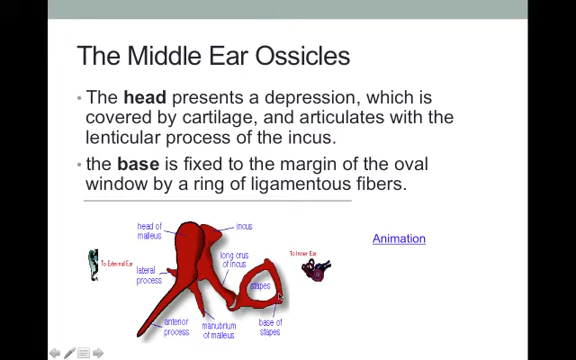 The Middle Ear Ossicles
• The head presents a depression, which is
covered by cartilage, and articulates with the
lenticular process of the incus.
• the base is fixed to the margin of the oval
window by a ring of ligamentous fibers.
head of
malleus
incus
Animation
To External Ear
lateral
process
long crus
of incus
To Inner Ear
stapes
anterior
process
manubrium
of malleus
base of
stapes